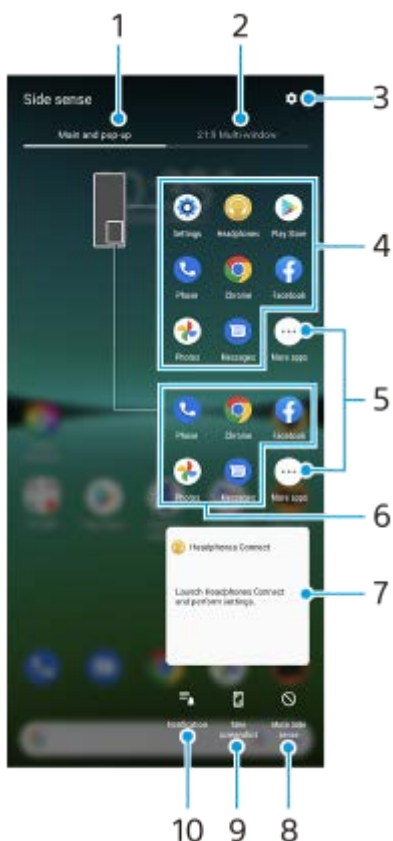 1
2
Side sense
3
Main and pop-up
21:9 Multi-window
Settings
Headphones
Play Store
4
Phone
Chrome
Facebook
Photos
Messages
More apps
5
Phone
Chrome
Facebook
Photos
Messages
More apps
6
Headphones Connect
Launch Headphones Connect
and perform settings.
7
Notification
Take
screenshot
More Side
sense
10
9
8